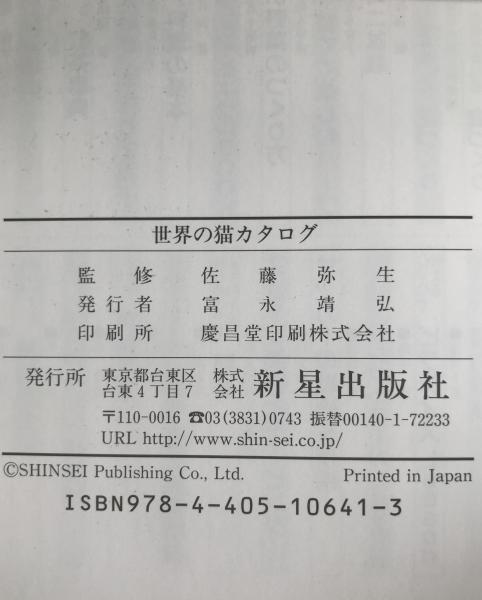 世界の猫カタログ
監修 佐藤弥生
発行者 富永靖弘
印刷所 慶昌堂印刷株式会社
発行所 東京都台東区台東4丁目7 株式会社 新星出版社
〒110-0016 ☎03(3831)0743 振替00140-1-72233
URL http://www.shin-sei.co.jp/
©SHINSEI Publishing Co., Ltd. Printed in Japan
ISBN978-4-405-10641-3